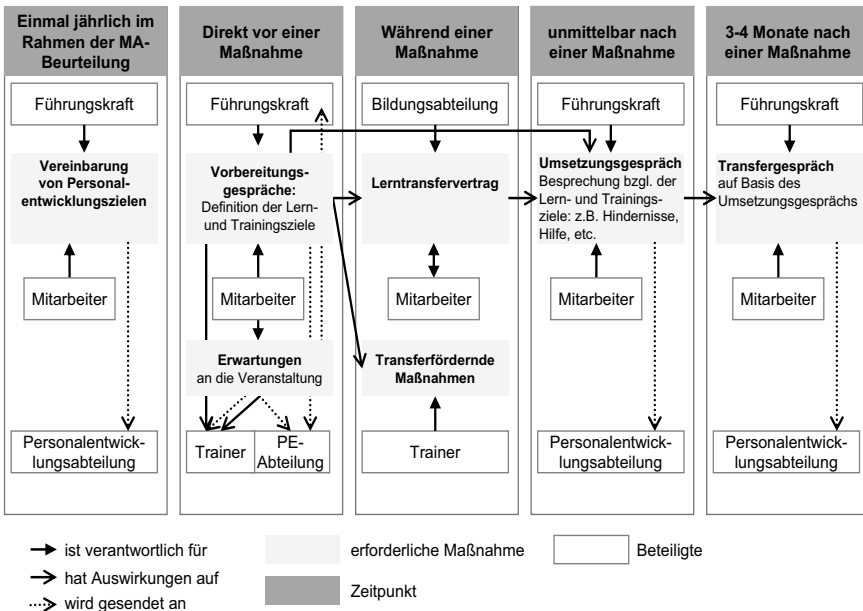 Einmal jährlich im
Rahmen der MA-
Beurteilung
Direkt vor einer
Maßnahme
Während einer
Maßnahme
unmittelbar nach
einer Maßnahme
3-4 Monate nach
einer Maßnahme
Führungskraft
Vereinbarung
von Personal-
entwicklungszielen
Mitarbeiter
Personalentwick-
lungsabteilung
Führungskraft
Vorbereitungs-
gespräche:
Definition der Lern-
und Trainingsziele
Mitarbeiter
Erwartungen
an die Veranstaltung
Trainer
PE-
Abteilung
Bildungsabteilung
Lerntransfervertrag
Mitarbeiter
Transferfördernde
Maßnahmen
Trainer
Führungskraft
Umsetzungsgespräch
Besprechung bzgl. der
Lern- und Trainings-
ziele: z.B. Hindernisse,
Hilfe, etc.
Mitarbeiter
Personalentwick-
lungsabteilung
Führungskraft
Transfergespräch
auf Basis des
Umsetzungsgesprächs
Mitarbeiter
Personalentwick-
lungsabteilung
ist verantwortlich für
hat Auswirkungen auf
wird gesendet an
erforderliche Maßnahme
Zeitpunkt
Beteiligte